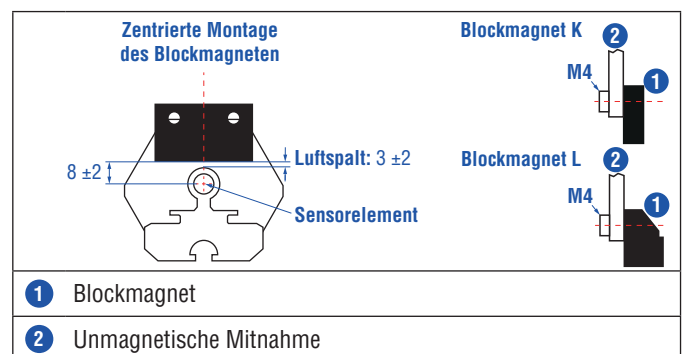 Zentrierte Montage
des Blockmagneten
8 ±2
Luftspalt: 3 ±2
Sensorelement
Blockmagnet K
2
M4
1
Blockmagnet L
2
M4
1
1 Blockmagnet
2 Unmagnetische Mitnahme